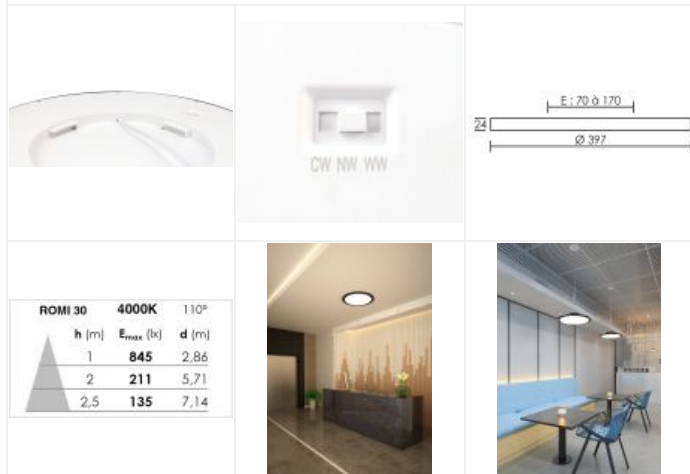 CW NW WW
E : 70 à 170
24
Ø 397
ROMI 30 4000K 110°
h (m) Emax (lx) d (m)
1 845 2,86
2 211 5,71
2,5 135 7,14